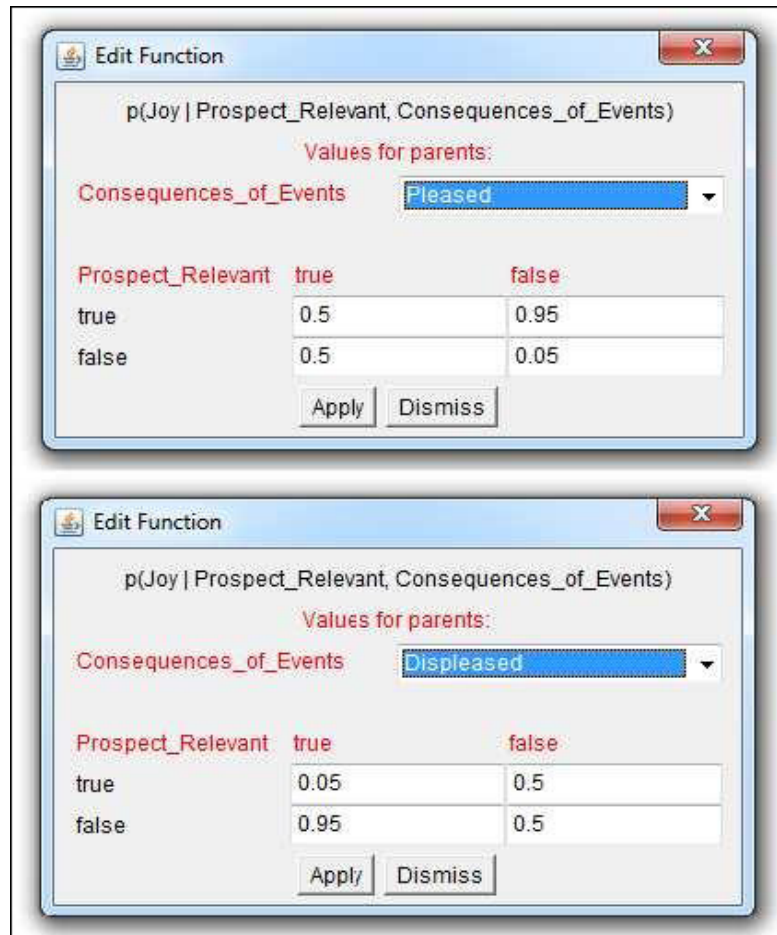 Edit Function
p(Joy | Prospect_Relevant, Consequences_of_Events)
Values for parents:
Consequences_of_Events Pleased
Prospect_Relevant true false
true 0.5 0.95
false 0.5 0.05
Apply Dismiss
Edit Function
p(Joy | Prospect_Relevant, Consequences_of_Events)
Values for parents:
Consequences_of_Events Displeased
Prospect_Relevant true false
true 0.05 0.5
false 0.95 0.5
Apply Dismiss